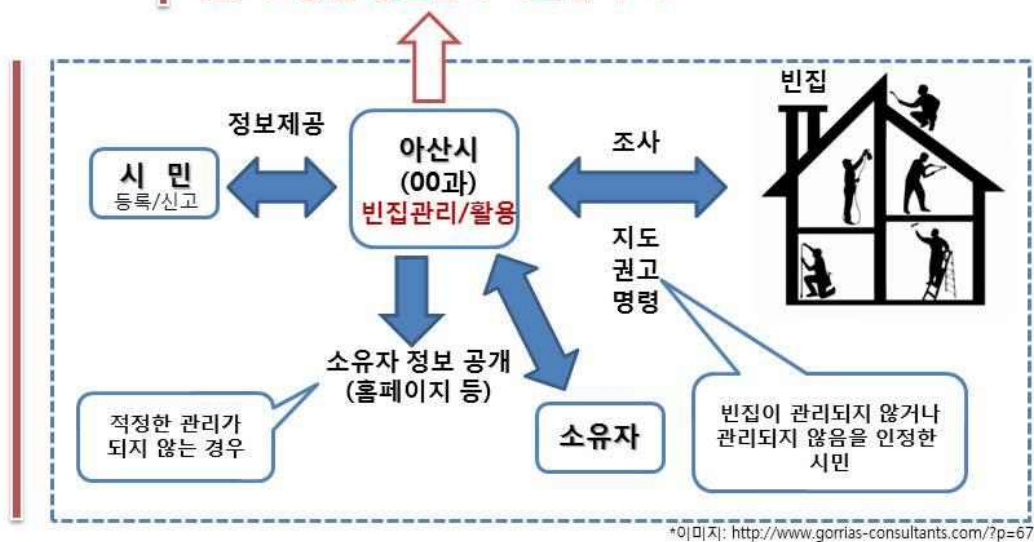 빈집
정보제공
조사
아산시
(00과)
빈집관리/활용
시 민
등록/신고
지도
권고
명령
소유자 정보 공개
(홈페이지 등)
적정한 관리가
되지 않는 경우
소유자
빈집이 관리되지 않거나
관리되지 않음을 인정한
시민
*이미지: http://www.gorrias-consultants.com/?p=67